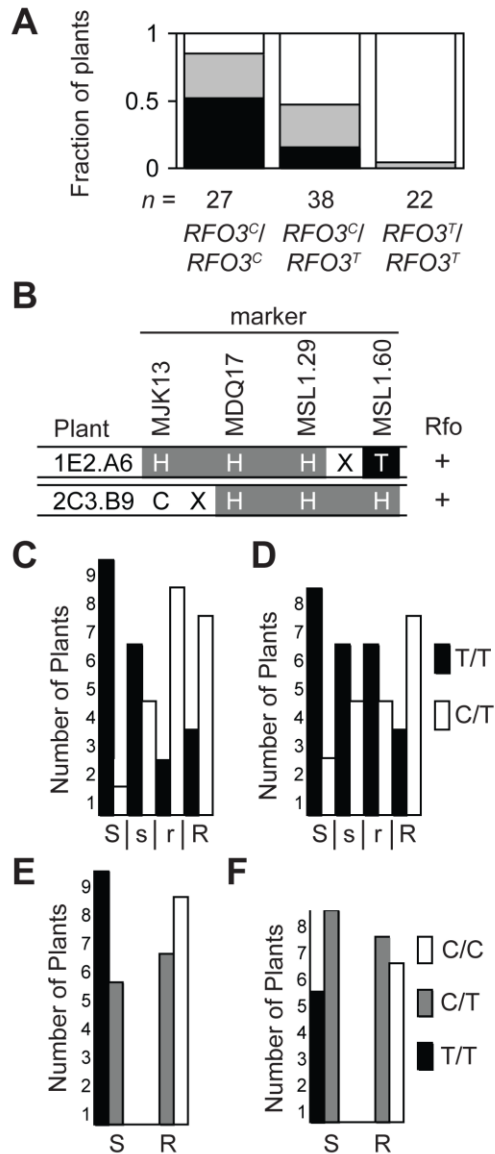 A
Fraction of plants
1
0.5
0
n = 27 38 22
RFO3ᶜ/ RFO3ᶜ/ RFO3ᵀ/
RFO3ᶜ RFO3ᵀ RFO3ᵀ
B
marker
Plant MJK13 MDQ17 MSL1.29 MSL1.60 Rfo
1E2.A6 H H H X T +
2C3.B9 C X H H H +
C
Number of Plants
9
8
7
6
5
4
3
2
1
S s r R
D
Number of Plants
9
8
7
6
5
4
3
2
1
S s r R
T/T
C/T
E
Number of Plants
9
8
7
6
5
4
3
2
1
S R
F
Number of Plants
8
7
6
5
4
3
2
1
S R
C/C
C/T
T/T